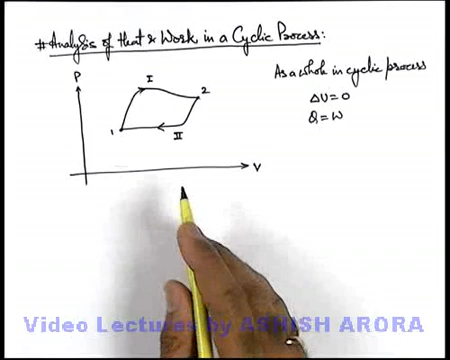 # Analysis of Heat & Work in a Cyclic Process:
As a whole in cyclic process
P
I
2
ΔU = 0
Q = W
1
II
V
Video Lectures by ASHISH ARORA